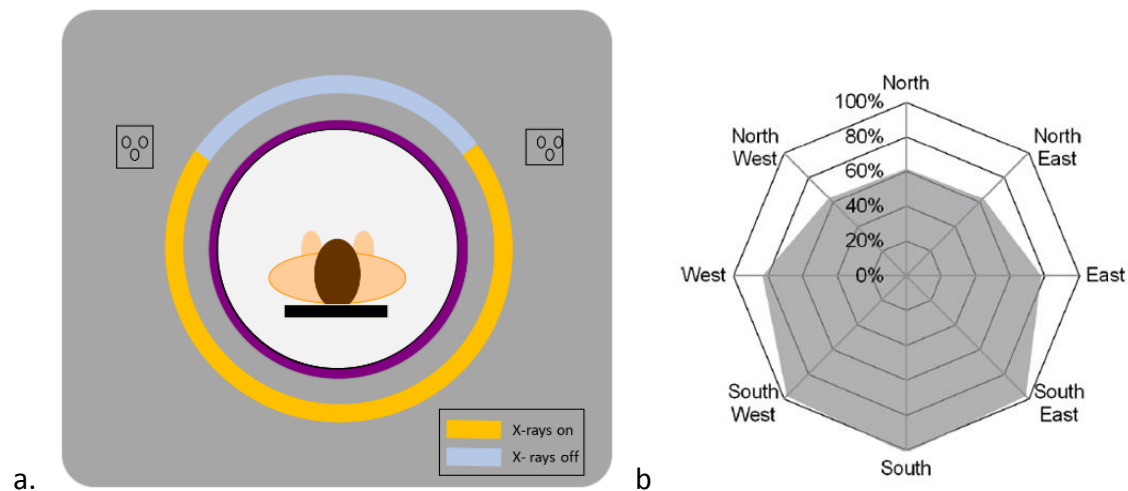 X-rays on
X- rays off
a.
North
100%
North
West
80%
North
East
60%
40%
20%
West
0%
East
South
West
South
East
South
b